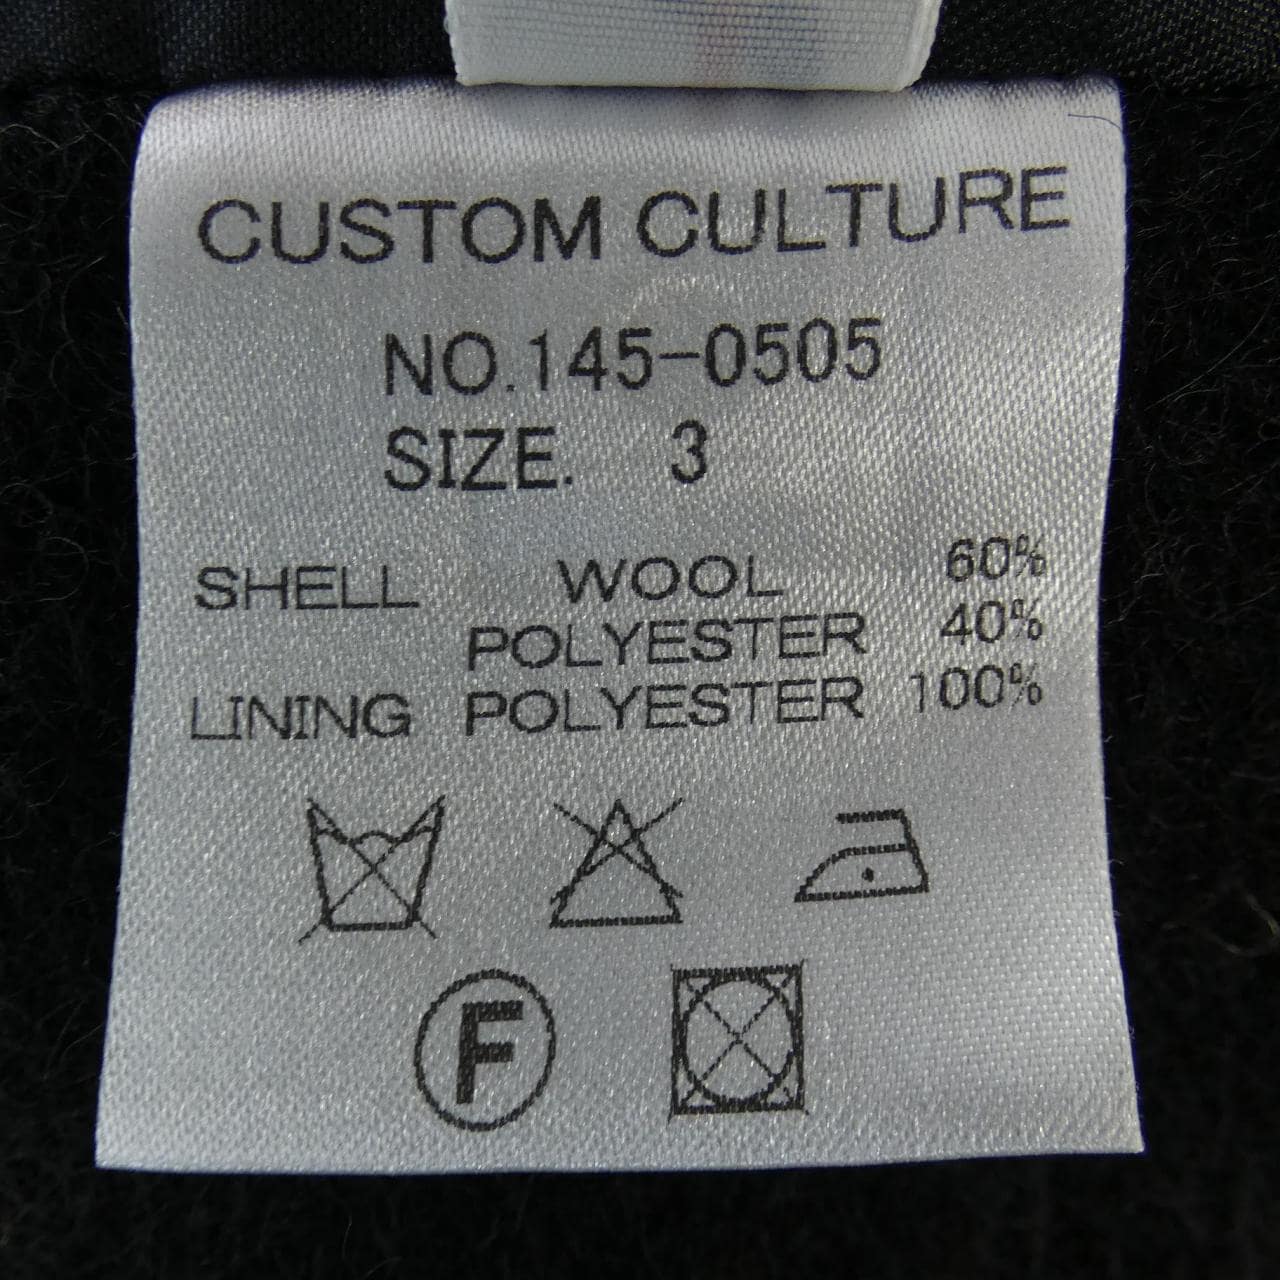 CUSTOM CULTURE
NO.145-0505
SIZE. 3
SHELL WOOL 60%
POLYESTER 40%
LINING POLYESTER 100%
F